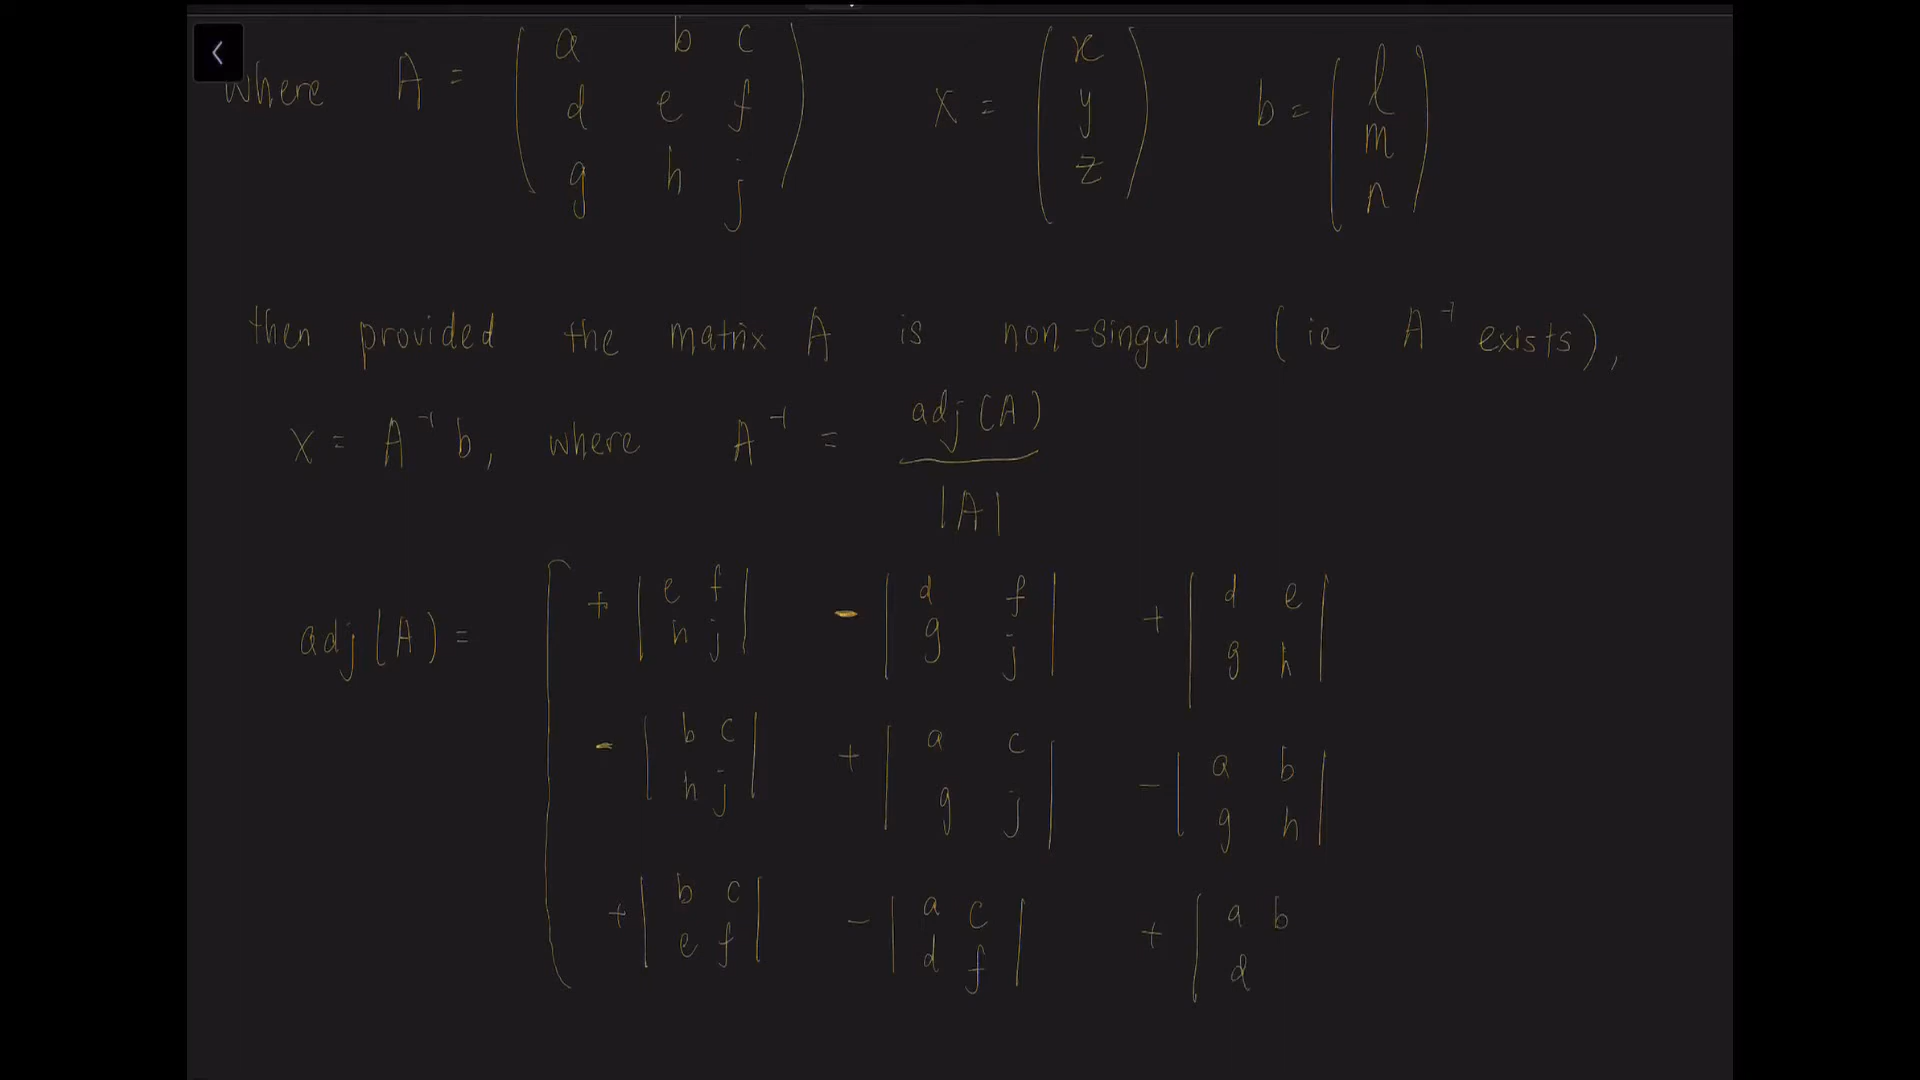 where A = ( a b c
d e f
g h j ) X = ( x
y
z ) b = ( l
m
n )
then provided the matrix A is non-singular (ie A⁻¹ exists),
X = A⁻¹ b, where A⁻¹ = adj(A)
|A|
adj(A) = ( + | e f
h j | - | d f
g j | + | d e
g h |
- | b c
h j | + | a c
g j | - | a b
g h |
+ | b c
e f | - | a c
d f | + | a b
d